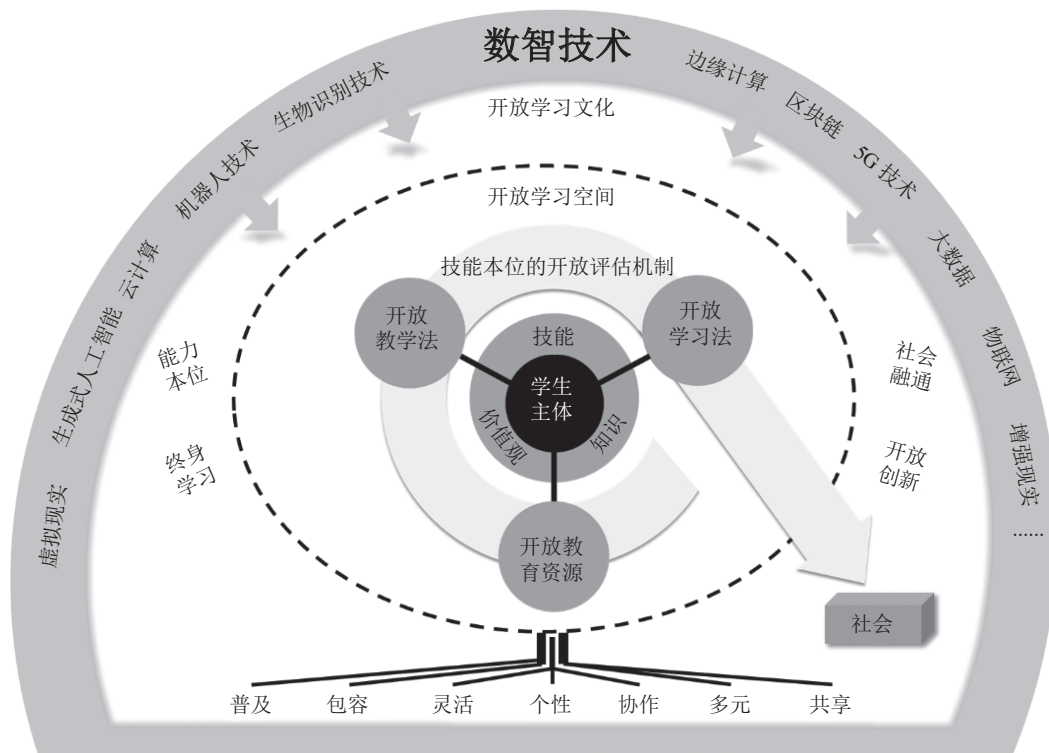 数智技术
虚拟现实
生成式人工智能
云计算
机器人技术
生物识别技术
边缘计算
区块链
5G 技术
大数据
物联网
增强现实
......
开放学习文化
开放学习空间
技能本位的开放评估机制
开放
教学法
开放
学习法
技能
学生
主体
价值观
知识
开放教
育资源
能力
本位
终身
学习
社会
融通
开放
创新
社会
普及
包容
灵活
个性
协作
多元
共享